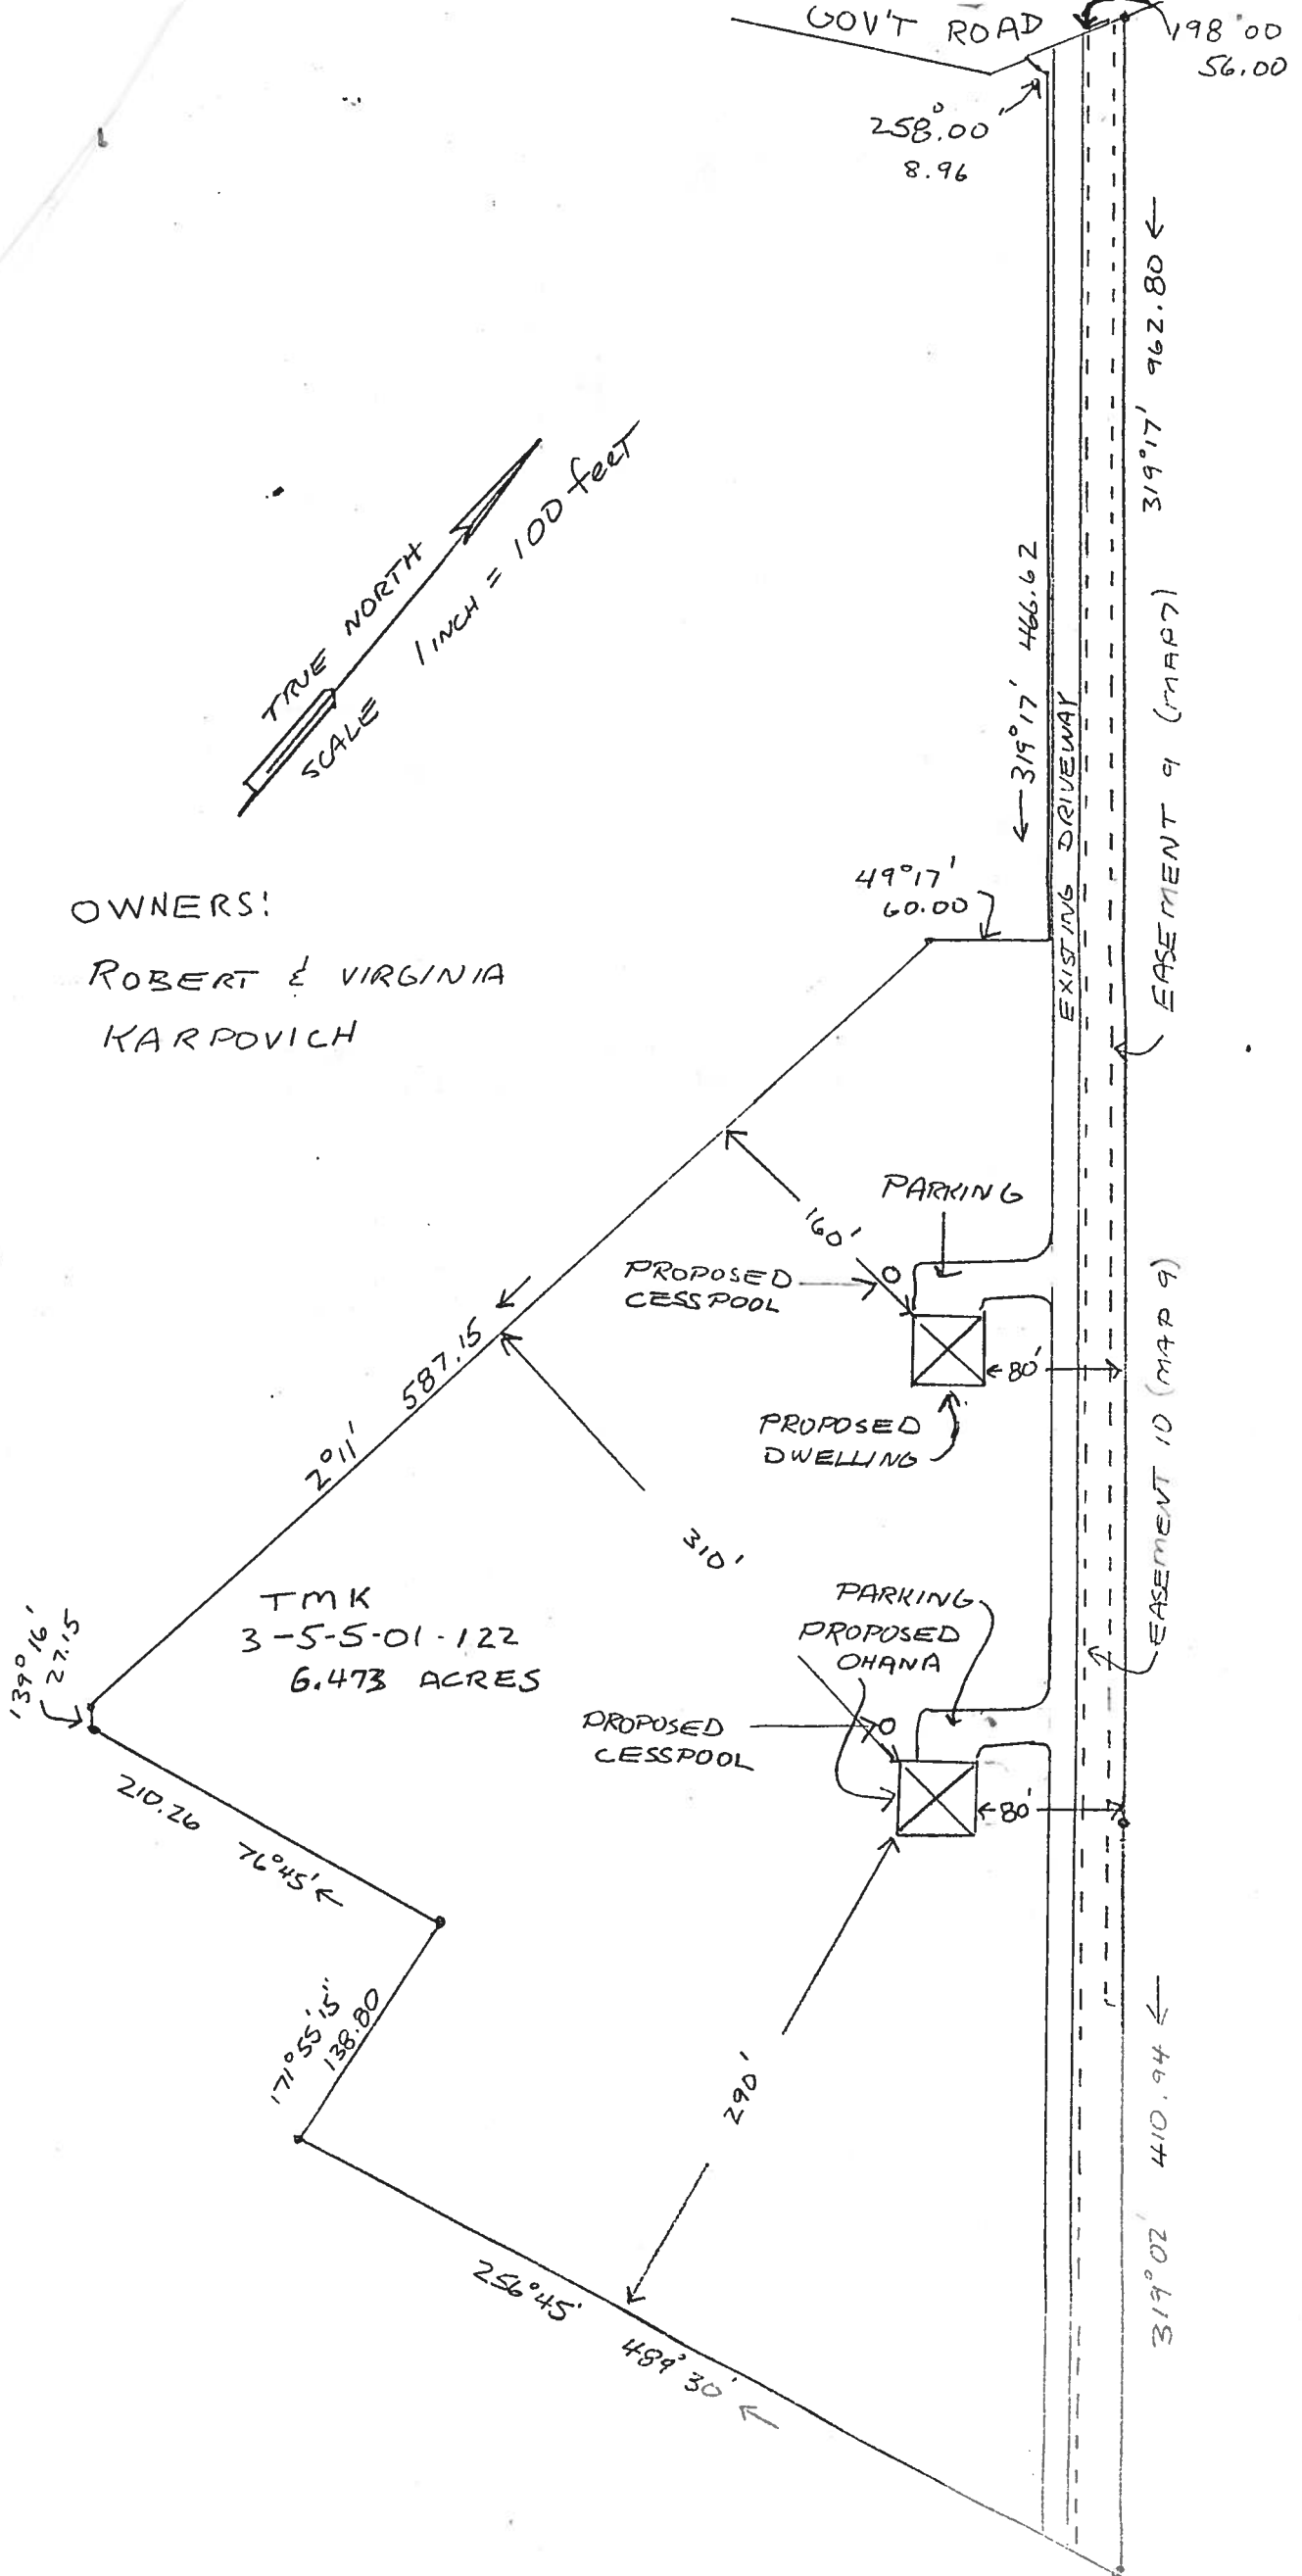 GOV'T ROAD
198°00
56.00
258°.00'
8.96
319°17' 962.80 ←
TRUE NORTH
SCALE 1 INCH = 100 feet
← 319°17' 466.62
EXISTING DRIVEWAY
EASEMENT 9 (MAP 7)
49°17'
60.00
OWNERS:
ROBERT & VIRGINIA
KARPOVICH
160'
PARKING
PROPOSED
CESSPOOL
80'
PROPOSED
DWELLING
EASEMENT 10 (MAP 9)
2°11' 587.15
310'
TMK
3-5-5-01-122
6.473 ACRES
139°16'
27.15
PARKING
PROPOSED
OHANA
PROPOSED
CESSPOOL
80'
210.26 76°45' ←
171°55'15"
138.80
290'
319°02' 410.94 ←
256°45' 489°30' ←